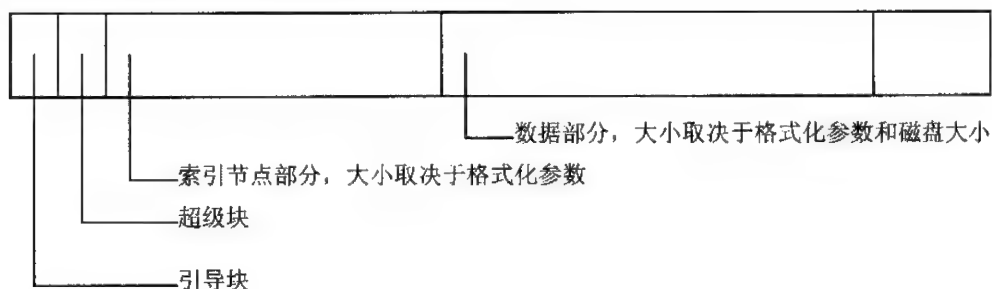 数据部分，大小取决于格式化参数和磁盘大小
索引节点部分，大小取决于格式化参数
超级块
引导块